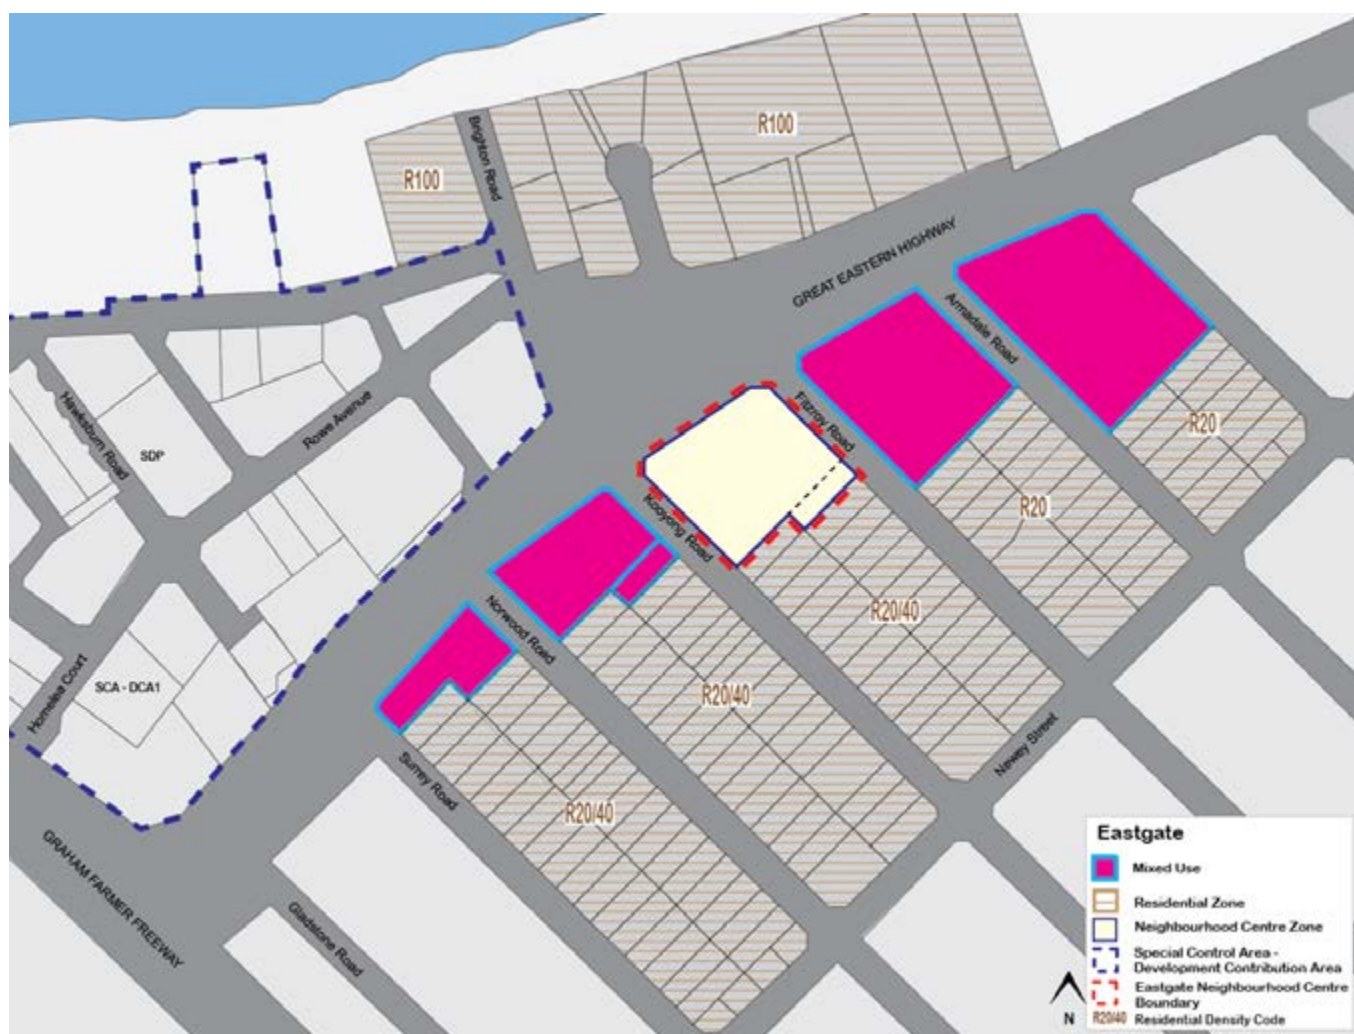 R100
Brighton Road
R100
GREAT EASTERN HIGHWAY
Armadale Road
Fitzroy Road
R20
R20
Hawksburn Road
SDP
Rowe Avenue
Kooyong Road
R20/40
Norwood Road
R20/40
Homelea Court
SCA - DCA1
Surrey Road
R20/40
Newey Street
GRAHAM FARMER FREEWAY
Gladstone Road
Eastgate
Mixed Use
Residential Zone
Neighbourhood Centre Zone
Special Control Area -
Development Contribution Area
Eastgate Neighbourhood Centre
Boundary
N
R20/40 Residential Density Code